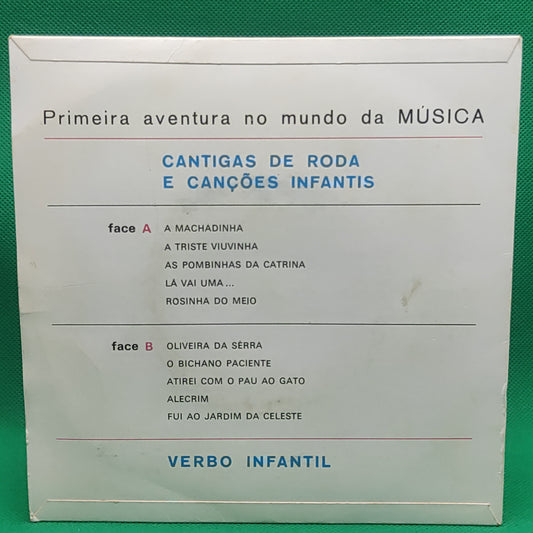 Primeira aventura no mundo da MÚSICA
CANTIGAS DE RODA
E CANÇÕES INFANTIS
face A A MACHADINHA
A TRISTE VIUVINHA
AS POMBINHAS DA CATRINA
LÁ VAI UMA...
ROSINHA DO MEIO
face B OLIVEIRA DA SÉRRA
O BICHANO PACIENTE
ATIREI COM O PAU AO GATO
ALECRIM
FUI AO JARDIM DA CELESTE
VERBO INFANTIL